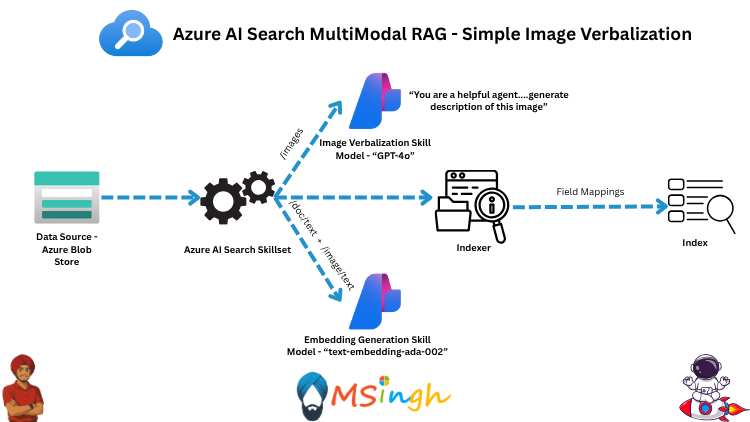 Azure AI Search MultiModal RAG - Simple Image Verbalization
“You are a helpful agent....generate
description of this image”
/images
Image Verbalization Skill
Model - “GPT-4o”
Data Source -
Azure Blob
Store
Azure AI Search Skillset
/doc/text + /image/text
Indexer
Field Mappings
Index
Embedding Generation Skill
Model - “text-embedding-ada-002”
MSingh